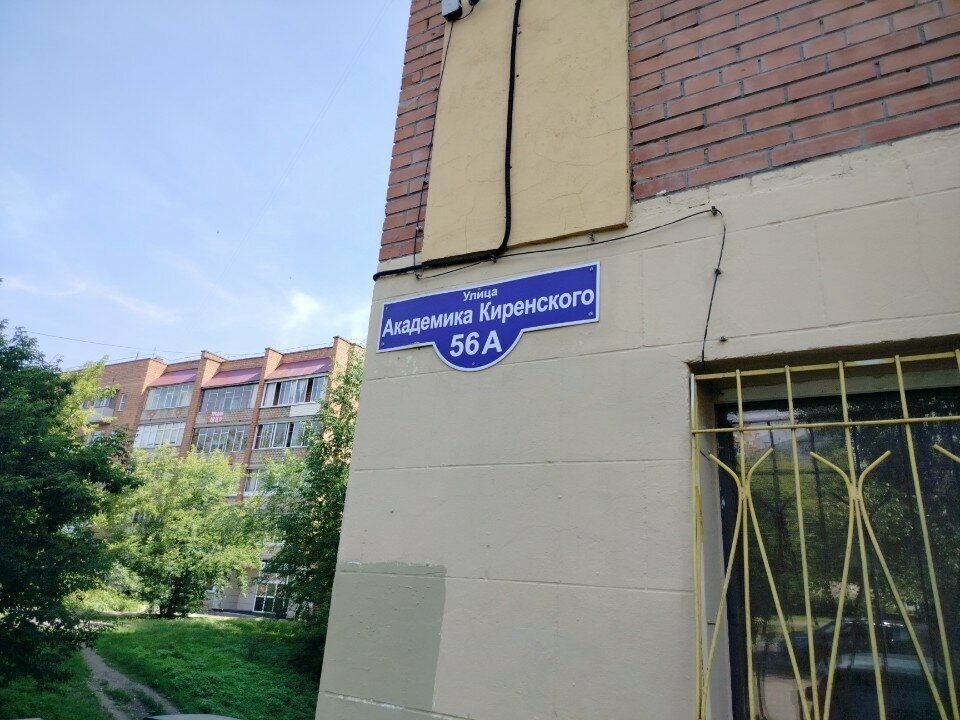 Улица
Академика Киренского
56А